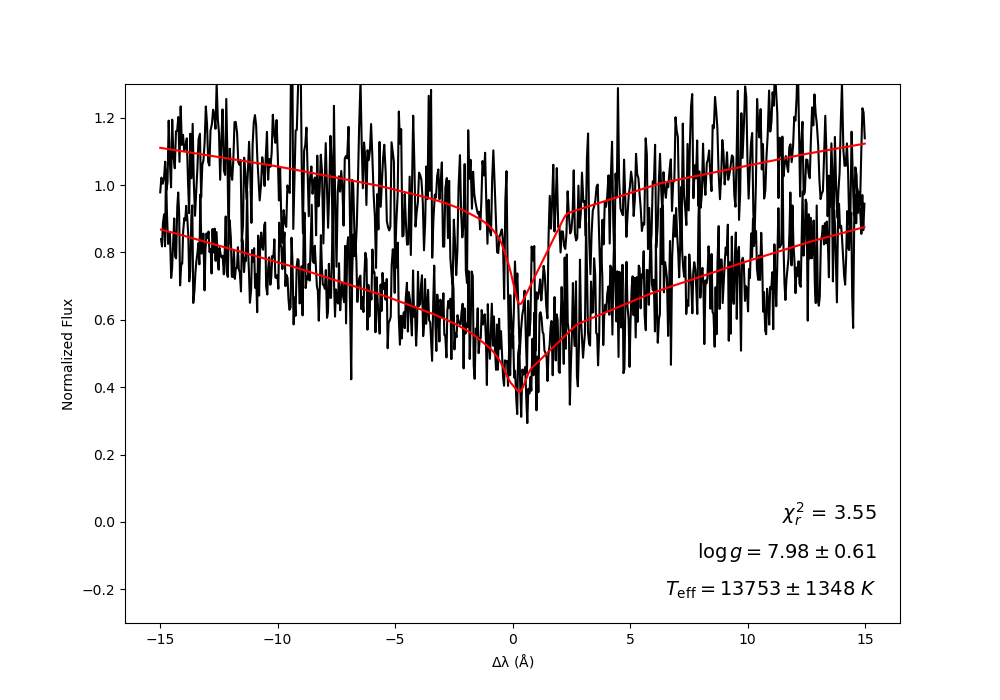 1.2
1.0
0.8
0.6
0.4
0.2
0.0
−0.2
Normalized Flux
χ²ᵣ = 3.55
log g = 7.98 ± 0.61
T_eff = 13753 ± 1348 K
−15 −10 −5 0 5 10 15
Δλ (Å)